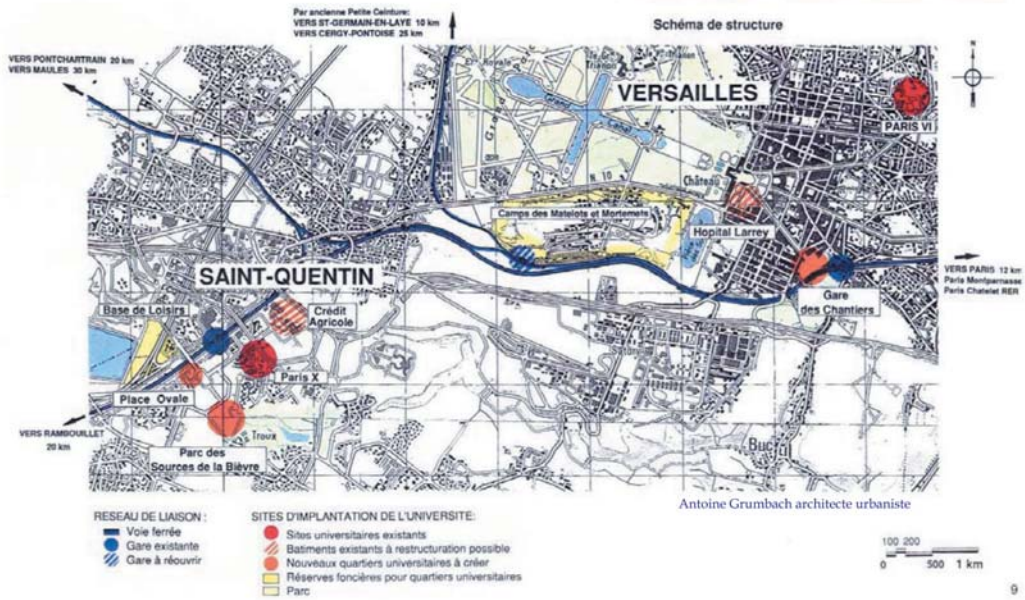 Par ancienne Petite Ceinture:
VERS ST-GERMAIN-EN-LAYE 10 km
VERS CERGY-PONTOISE 25 km
Schéma de structure
VERS PONTCHARTRAIN 20 km
VERS MAULES 30 km
N
VERSAILLES
PARIS VI
Trianon
Grand
Canal
N 10
Château
Camps des Matelots et Mortemets
Hopital Larrey
VERS PARIS 12 km
Paris Montparnasse
Paris Chatelet RER
Gare
des Chantiers
SAINT-QUENTIN
Base de Loisirs
Crédit
Agricole
Paris X
Place Ovale
VERS RAMBOUILLET
20 km
Troux
Parc des
Sources de la Bièvre
Buc
Antoine Grumbach architecte urbaniste
RESEAU DE LIAISON :
Voie ferrée
Gare existante
Gare à réouvrir
SITES D'IMPLANTATION DE L'UNIVERSITE:
Sites universitaires existants
Batiments existants à restructuration possible
Nouveaux quartiers universitaires à créer
Réserves foncières pour quartiers universitaires
Parc
100 200
0 500 1 km
9